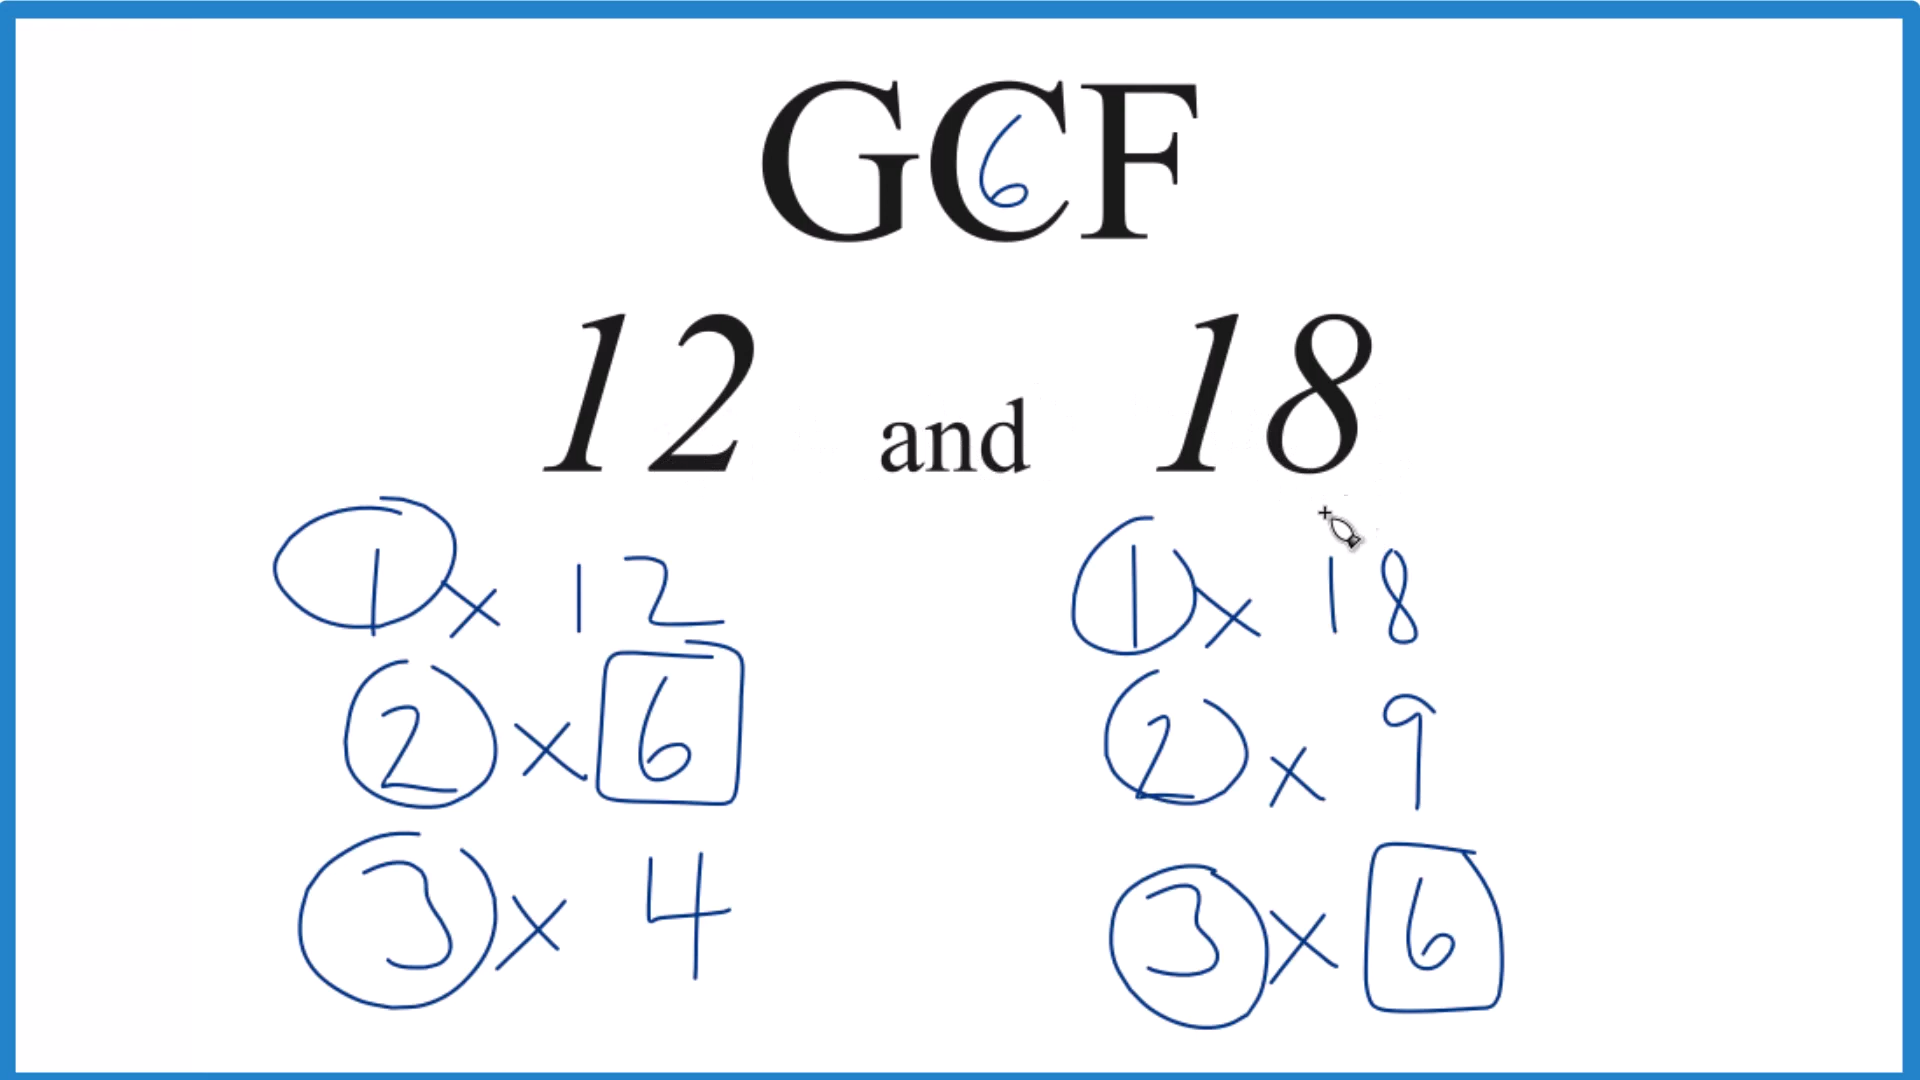 GCF
6
12 and 18
1 x 12 1 x 18
2 x 6 2 x 9
3 x 4 3 x 6